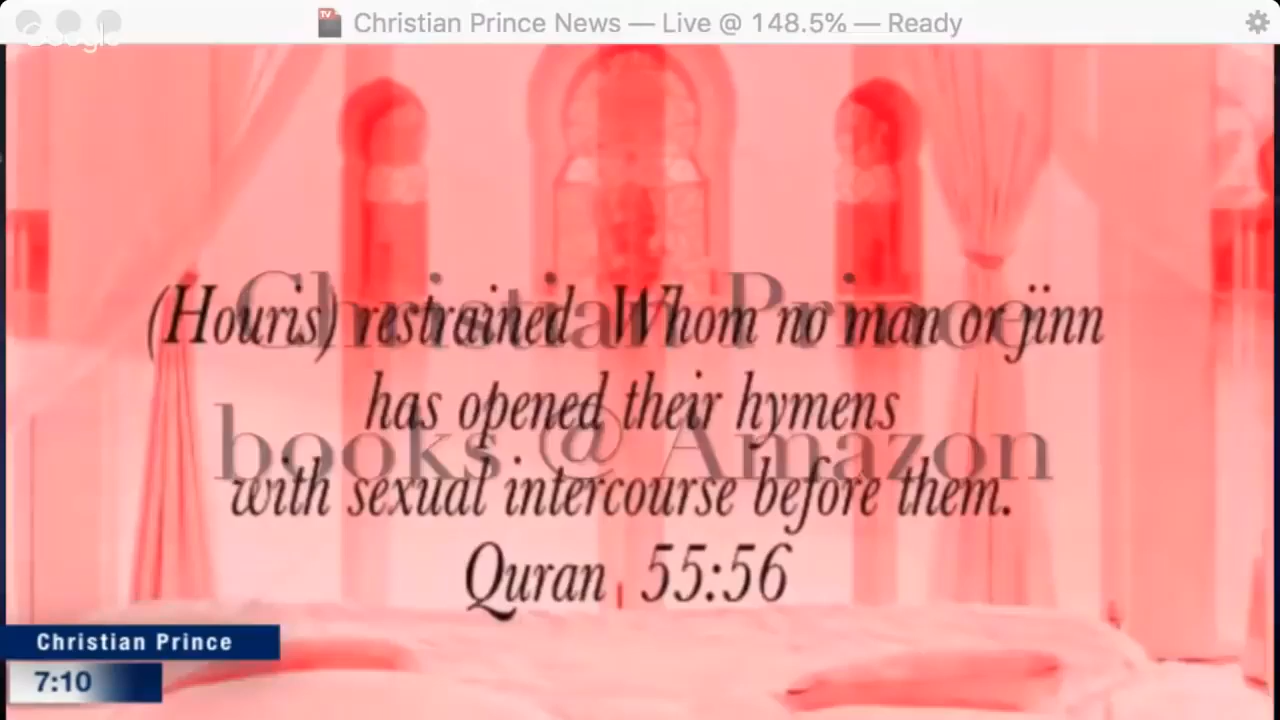 Christian Prince News — Live @ 148.5% — Ready
Google
(Houris) restrained Whom no man or jinn
Christian Prince
has opened their hymens
books @ Amazon
with sexual intercourse before them.
Quran 55:56
Christian Prince
7:10